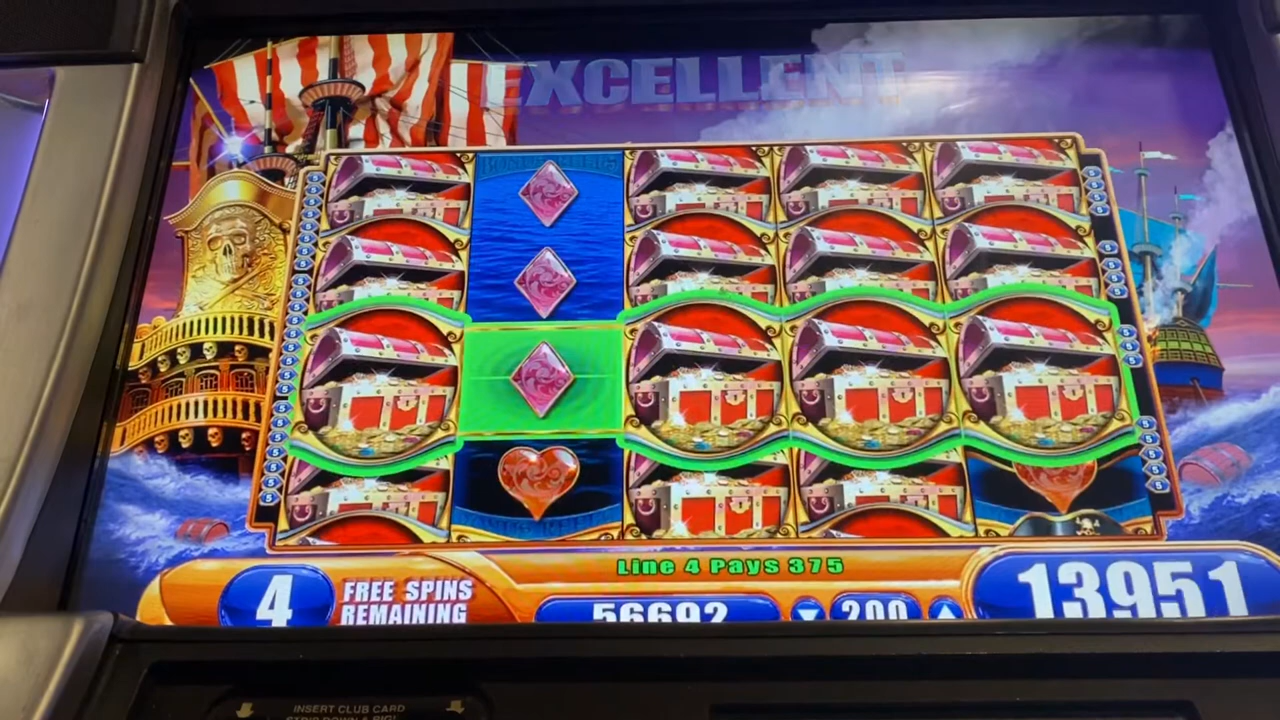 EXCELLENT
Line 4 Pays 375
4
FREE SPINS
REMAINING
56692
200
13951
INSERT CLUB CARD